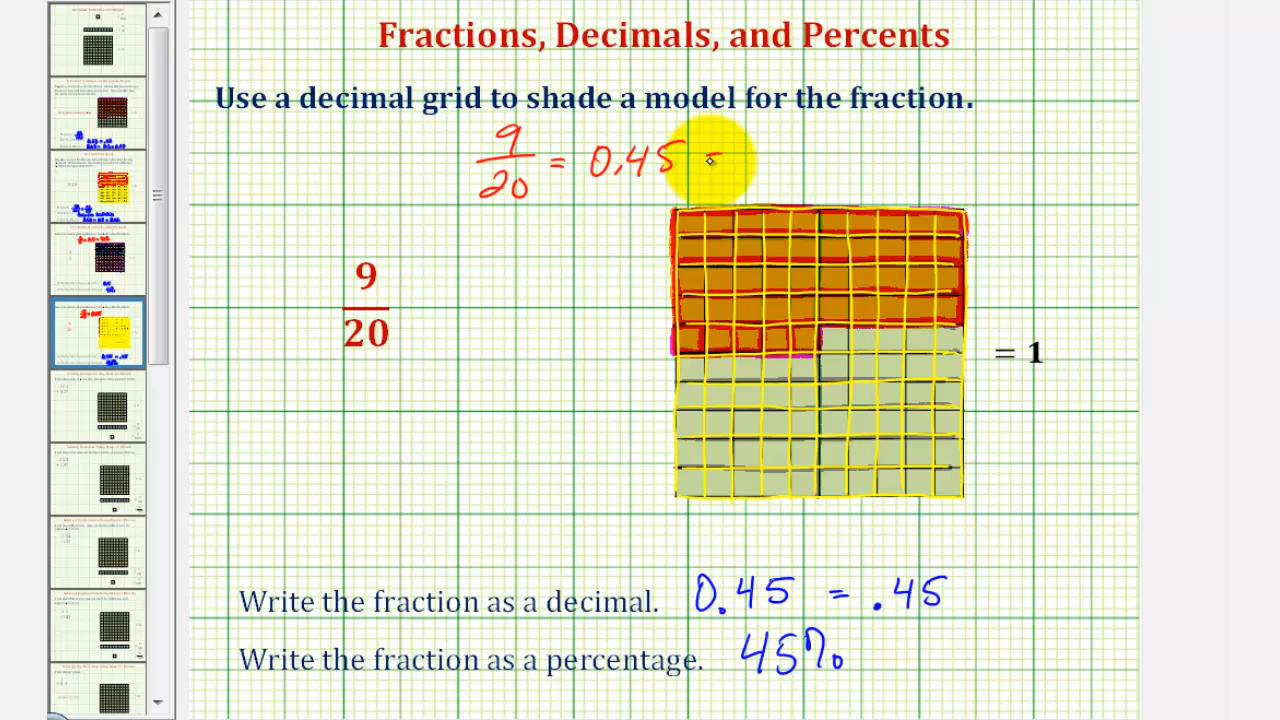 Fractions, Decimals, and Percents
Use a decimal grid to shade a model for the fraction.
9/20 = 0.45 =
9/20
= 1
Write the fraction as a decimal. 0.45 = .45
Write the fraction as a percentage. 45%